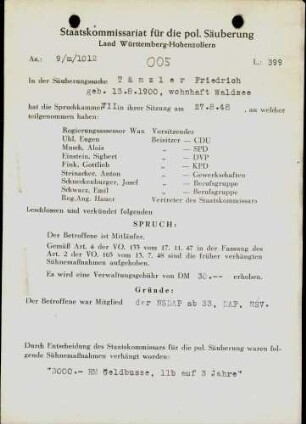 Staatskommissariat für die pol. Säuberung
Land Württemberg-Hohenzollern
Az.: 9/m/1012
005
L: 399
In der Säuberungssache Tänzler Friedrich
geb. 13.8.1900, wohnhaft Waldsee
hat die Spruchkammer VII in ihrer Sitzung am 27.8.48, an welcher
teilgenommen haben:
Regierungsassessor Wax Vorsitzender
Uhl, Eugen Beisitzer — CDU
Masch, Alois „ — SPD
Einstein, Sigbert „ — DVP
Fink, Gottlieb „ — KPD
Steinacher, Anton „ — Gewerkschaften
Schneckenburger, Josef „ — Berufsgruppe
Schwarz, Emil „ — Berufsgruppe
Reg.Ang. Hauer Vertreter des Staatskommissars
beschlossen und verkündet folgenden
SPRUCH:
Der Betroffene ist Mitläufer.
Gemäß Art. 4 der VO. 133 vom 17. 11. 47 in der Fassung des
Art. 2 der VO. 165 vom 13. 7. 48 sind die früher verhängten
Sühnemaßnahmen aufgehoben.
Es wird eine Verwaltungsgebühr von DM 30.-- erhoben.
Gründe:
Der Betroffene war Mitglied der NSDAP ab 33, DAF, NSV.
Durch Entscheidung des Staatskommissars für die pol. Säuberung waren fol-
gende Sühnemaßnahmen verhängt worden:
"3000.- RM Geldbusse, 11b auf 3 Jahre"